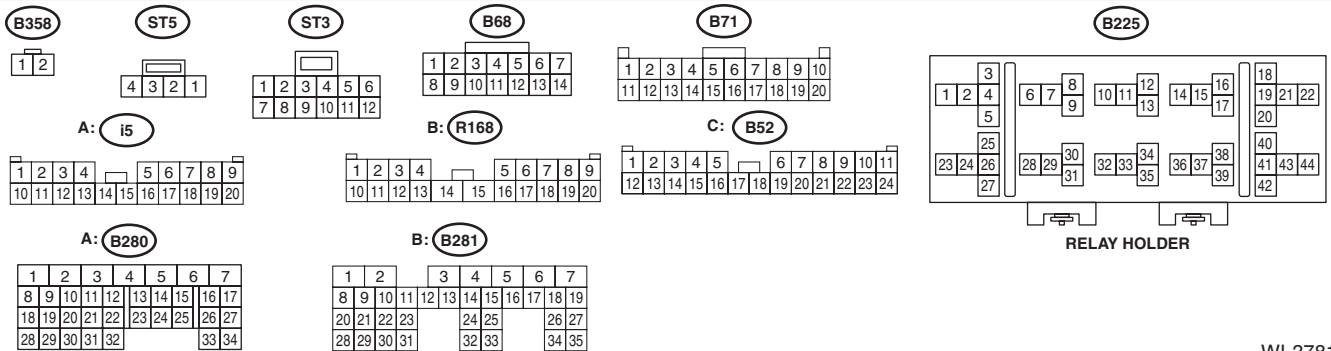 B358 ST5 ST3 B68 B71 B225
1 2
4 3 2 1
1 2 3 4 5 6
7 8 9 10 11 12
1 2 3 4 5 6 7
8 9 10 11 12 13 14
1 2 3 4 5 6 7 8 9 10
11 12 13 14 15 16 17 18 19 20
3 8 12 16 18
1 2 4 6 7 9 10 11 13 14 15 17 19 21 22
5 20
25 30 34 38 40
23 24 26 28 29 31 32 33 35 36 37 39 41 43 44
27 42
RELAY HOLDER
A: i5
1 2 3 4 5 6 7 8 9
10 11 12 13 14 15 16 17 18 19 20
B: R168
1 2 3 4 5 6 7 8 9
10 11 12 13 14 15 16 17 18 19 20
C: B52
1 2 3 4 5 6 7 8 9 10 11
12 13 14 15 16 17 18 19 20 21 22 23 24
A: B280
1 2 3 4 5 6 7
8 9 10 11 12 13 14 15 16 17
18 19 20 21 22 23 24 25 26 27
28 29 30 31 32 33 34
B: B281
1 2 3 4 5 6 7
8 9 10 11 12 13 14 15 16 17 18 19
20 21 22 23 24 25 26 27
28 29 30 31 32 33 34 35